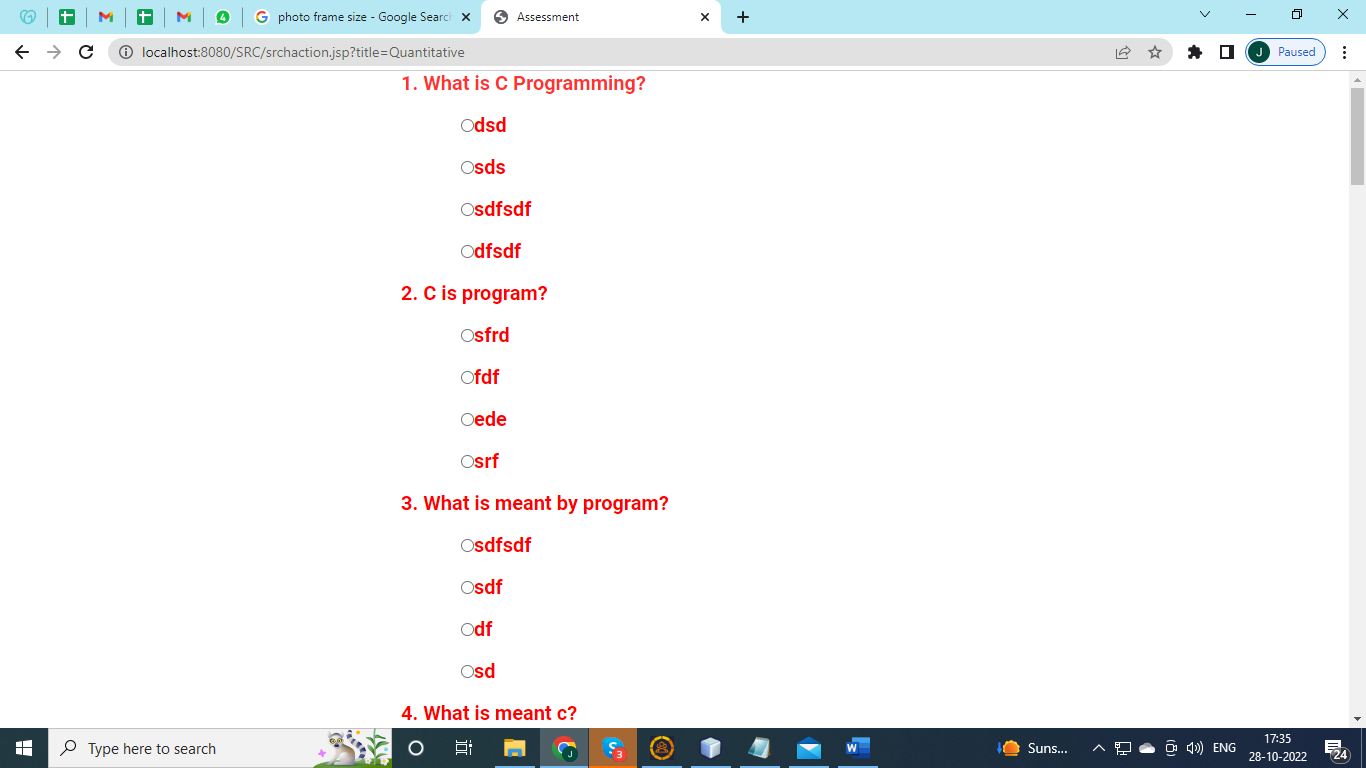 4
photo frame size - Google Search
Assessment
localhost:8080/SRC/srchaction.jsp?title=Quantitative
J
Paused
1. What is C Programming?
dsd
sds
sdfsdf
dfsdf
2. C is program?
sfrd
fdf
ede
srf
3. What is meant by program?
sdfsdf
sdf
df
sd
4. What is meant c?
Type here to search
Suns...
ENG
17:35
28-10-2022
3
24